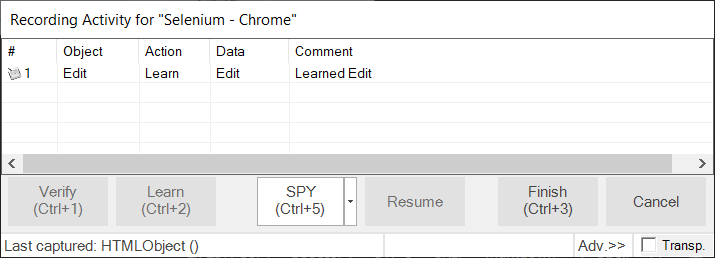 Recording Activity for "Selenium - Chrome"
# Object Action Data Comment
1 Edit Learn Edit Learned Edit
Verify (Ctrl+1)
Learn (Ctrl+2)
SPY (Ctrl+5)
Resume
Finish (Ctrl+3)
Cancel
Last captured: HTMLObject () Adv.>> Transp.